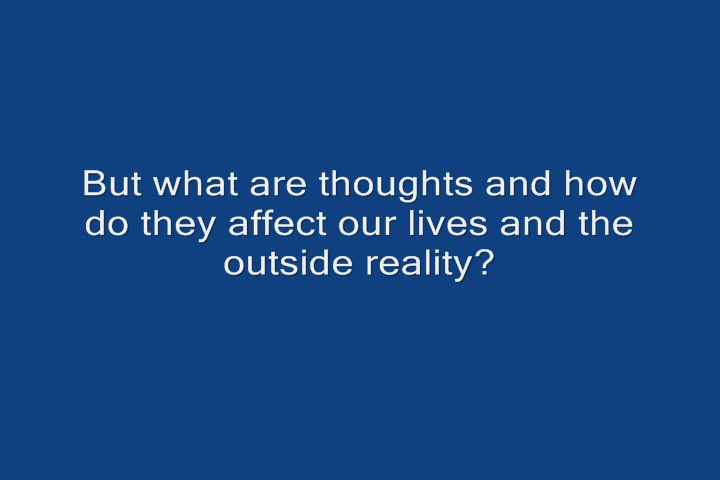 But what are thoughts and how
do they affect our lives and the
outside reality?